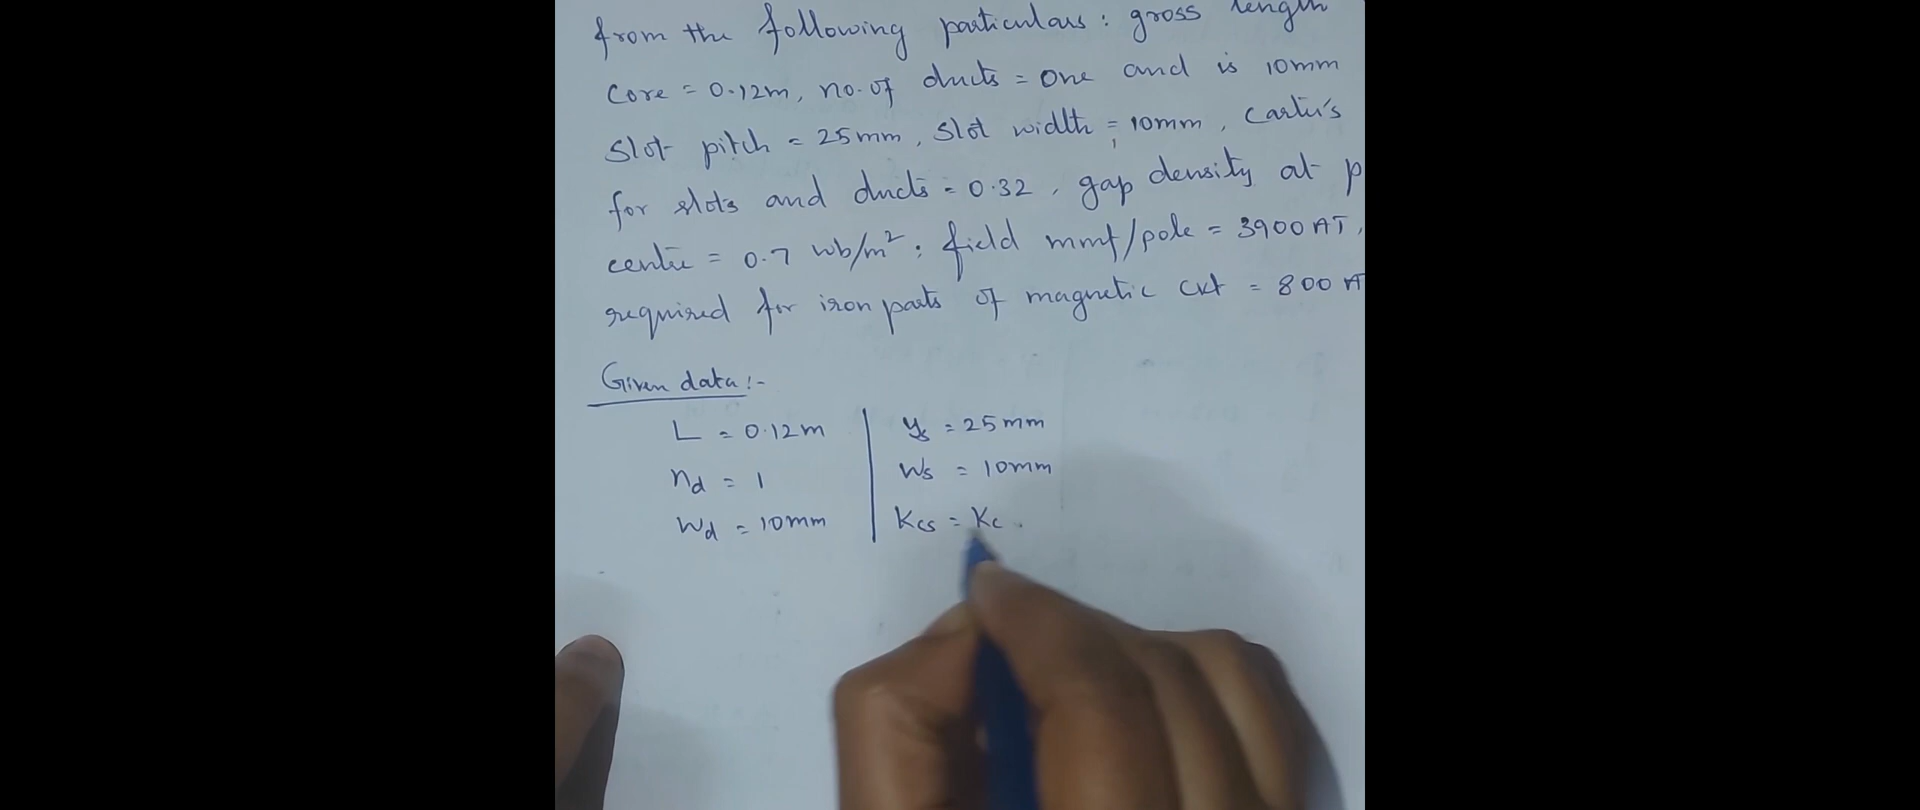 from the following particulars: gross length
core = 0.12m, no. of ducts = one and is 10mm
slot pitch = 25mm, slot width = 10mm, Carter's
for slots and ducts = 0.32, gap density at p
centre = 0.7 wb/m²; field mmf/pole = 3900 AT,
required for iron parts of magnetic ckt = 800 A
Given data:-
L = 0.12m
nd = 1
Wd = 10mm
ys = 25mm
Ws = 10mm
Kcs = Kc